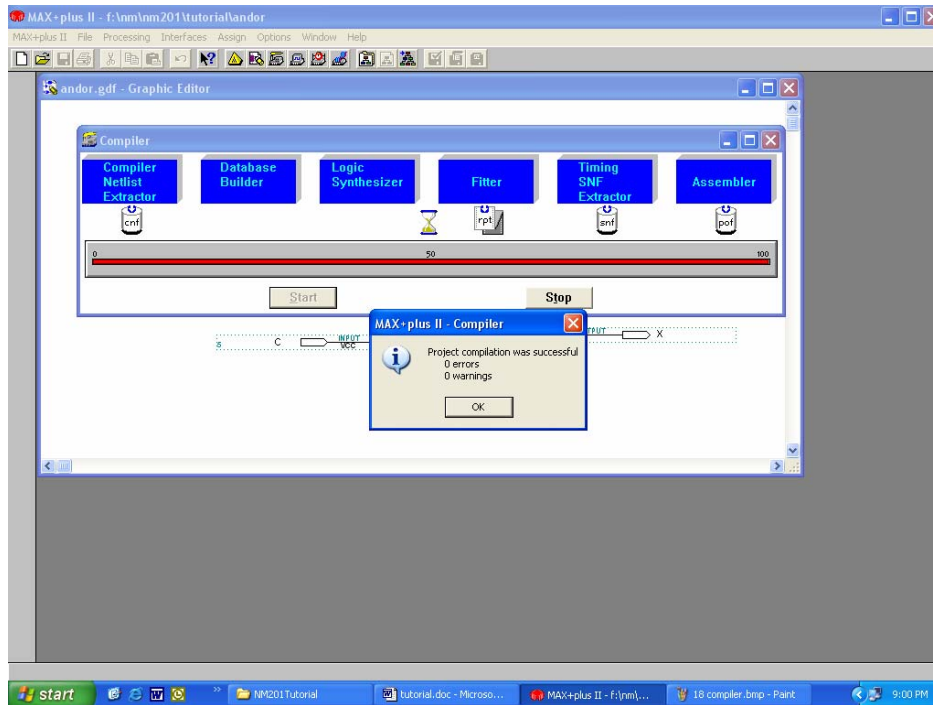 MAX+plus II - f:\nm\nm201\tutorial\andor
MAX+plus II File Processing Interfaces Assign Options Window Help
andor.gdf - Graphic Editor
Compiler
Compiler Netlist Extractor
Database Builder
Logic Synthesizer
Fitter
Timing SNF Extractor
Assembler
cnf
rpt
snf
pof
0 50 100
Start
Stop
MAX+plus II - Compiler
Project compilation was successful
0 errors
0 warnings
OK
C
INPUT
VCC
X
start
NM201Tutorial
tutorial.doc - Microso...
MAX+plus II - f:\nm\...
18 compiler.bmp - Paint
9:00 PM